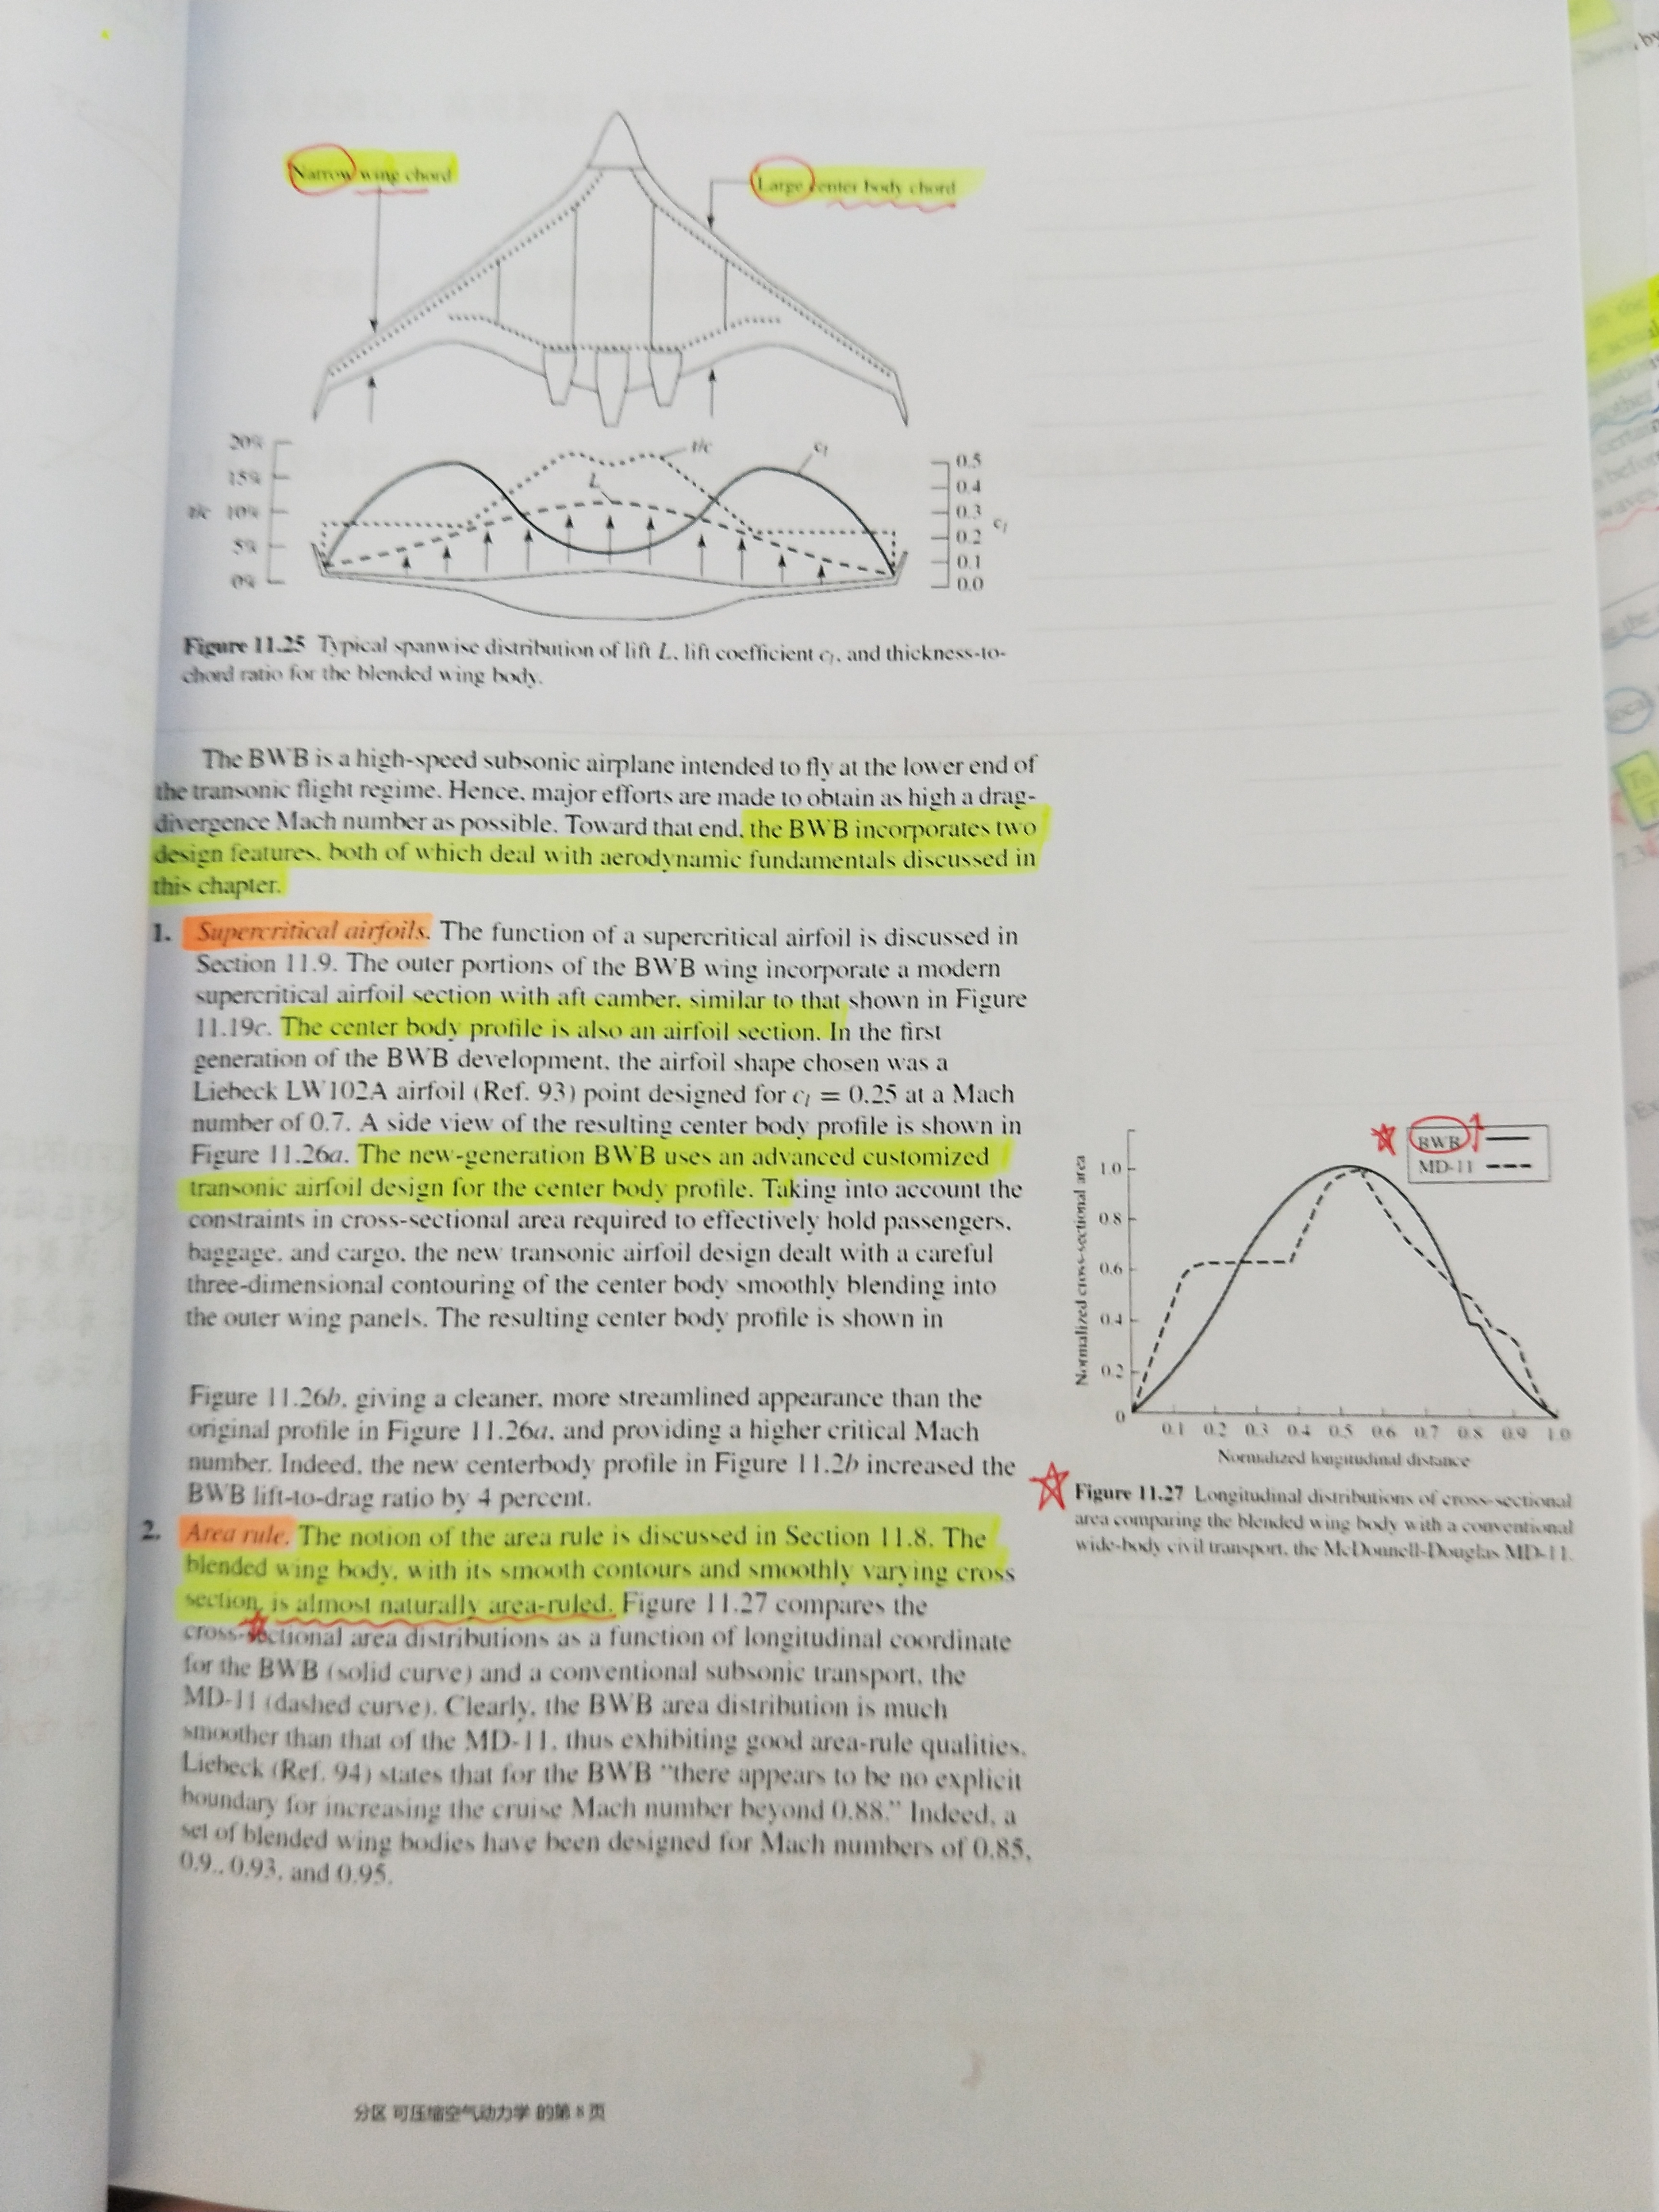 Narrow wing chord
Large center body chord
t/c
c_l
L
20%
15%
t/c 10%
5%
0%
0.5
0.4
0.3
c_l
0.2
0.1
0.0
Figure 11.25 Typical spanwise distribution of lift L, lift coefficient c_l, and thickness-to-
chord ratio for the blended wing body.
The BWB is a high-speed subsonic airplane intended to fly at the lower end of
the transonic flight regime. Hence, major efforts are made to obtain as high a drag-
divergence Mach number as possible. Toward that end, the BWB incorporates two
design features, both of which deal with aerodynamic fundamentals discussed in
this chapter.
1. Supercritical airfoils. The function of a supercritical airfoil is discussed in
Section 11.9. The outer portions of the BWB wing incorporate a modern
supercritical airfoil section with aft camber, similar to that shown in Figure
11.19c. The center body profile is also an airfoil section. In the first
generation of the BWB development, the airfoil shape chosen was a
Liebeck LW102A airfoil (Ref. 93) point designed for c_l = 0.25 at a Mach
number of 0.7. A side view of the resulting center body profile is shown in
Figure 11.26a. The new-generation BWB uses an advanced customized
transonic airfoil design for the center body profile. Taking into account the
constraints in cross-sectional area required to effectively hold passengers,
baggage, and cargo, the new transonic airfoil design dealt with a careful
three-dimensional contouring of the center body smoothly blending into
the outer wing panels. The resulting center body profile is shown in
Figure 11.26b, giving a cleaner, more streamlined appearance than the
original profile in Figure 11.26a, and providing a higher critical Mach
number. Indeed, the new centerbody profile in Figure 11.2b increased the
BWB lift-to-drag ratio by 4 percent.
2. Area rule. The notion of the area rule is discussed in Section 11.8. The
blended wing body, with its smooth contours and smoothly varying cross
section, is almost naturally area-ruled. Figure 11.27 compares the
cross-sectional area distributions as a function of longitudinal coordinate
for the BWB (solid curve) and a conventional subsonic transport, the
MD-11 (dashed curve). Clearly, the BWB area distribution is much
smoother than that of the MD-11, thus exhibiting good area-rule qualities.
Liebeck (Ref. 94) states that for the BWB "there appears to be no explicit
boundary for increasing the cruise Mach number beyond 0.88." Indeed, a
set of blended wing bodies have been designed for Mach numbers of 0.85,
0.9., 0.93, and 0.95.
BWB
MD-11
Normalized cross-sectional area
1.0
0.8
0.6
0.4
0.2
0
0.1 0.2 0.3 0.4 0.5 0.6 0.7 0.8 0.9 1.0
Normalized longitudinal distance
Figure 11.27 Longitudinal distributions of cross-sectional
area comparing the blended wing body with a conventional
wide-body civil transport, the McDonnell-Douglas MD-11.
分区 可压缩空气动力学 的第 8 页